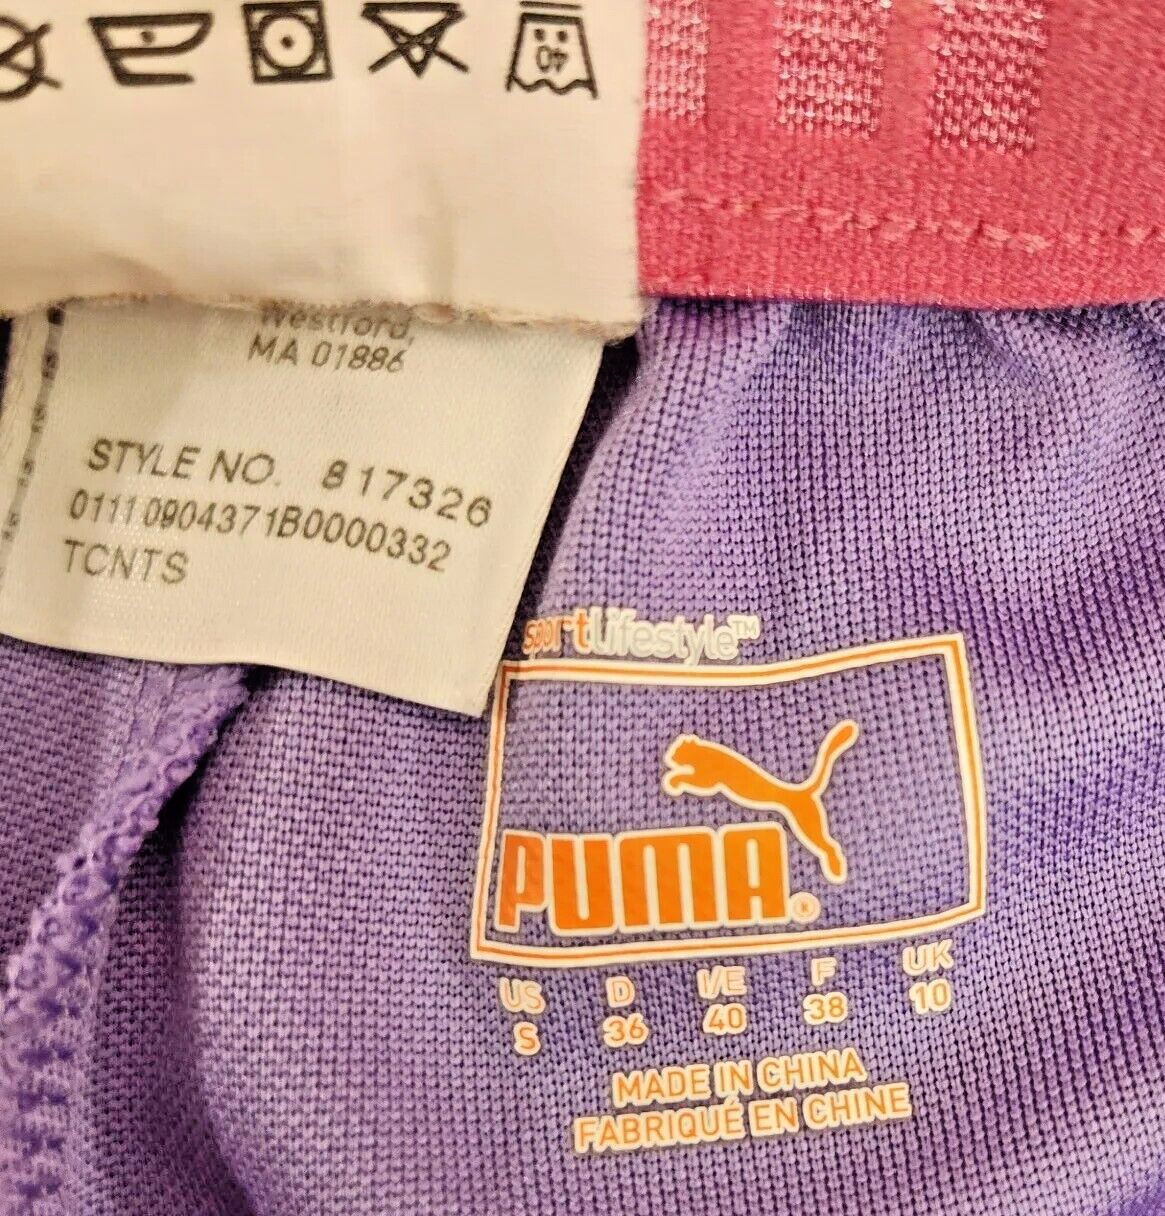 40
Westford,
MA 01886
STYLE NO. 817326
01110904371B0000332
TCNTS
sportlifestyle™
PUMA®
US D I/E F UK
S 36 40 38 10
MADE IN CHINA
FABRIQUÉ EN CHINE